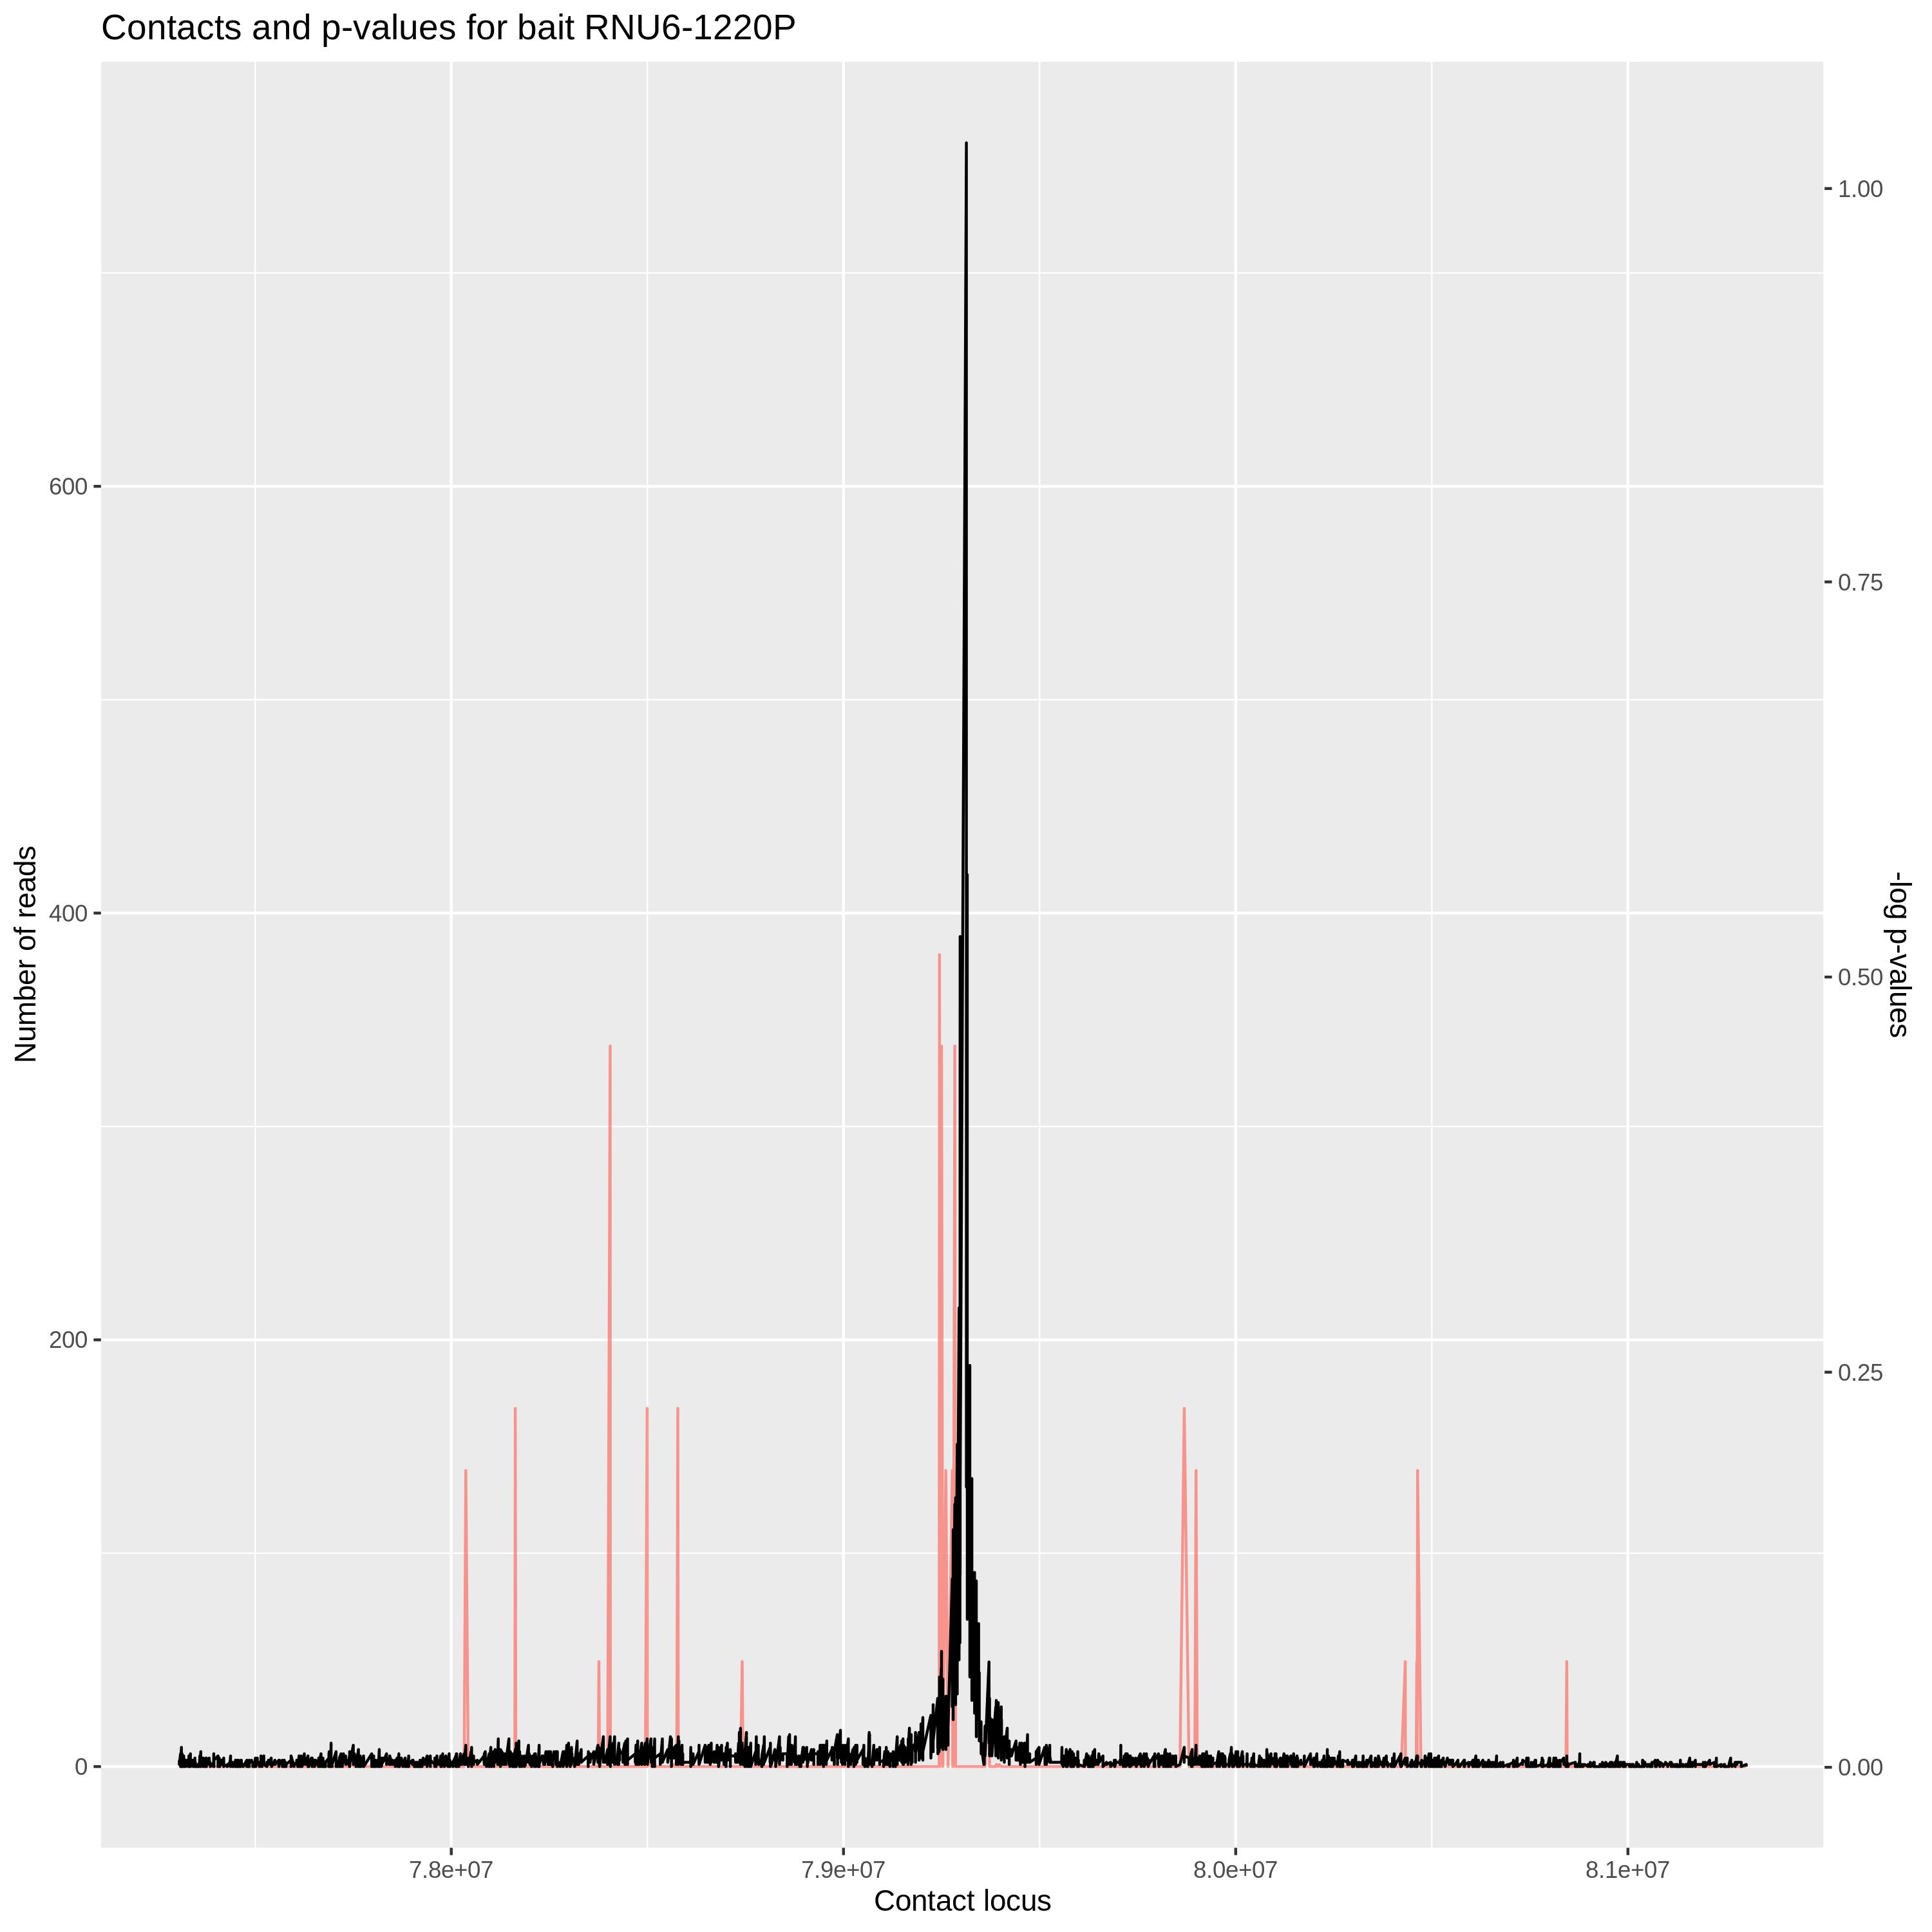 Contacts and p-values for bait RNU6-1220P
Number of reads
600
400
200
0
1.00
0.75
0.50
0.25
0.00
-log p-values
7.8e+07
7.9e+07
8.0e+07
8.1e+07
Contact locus